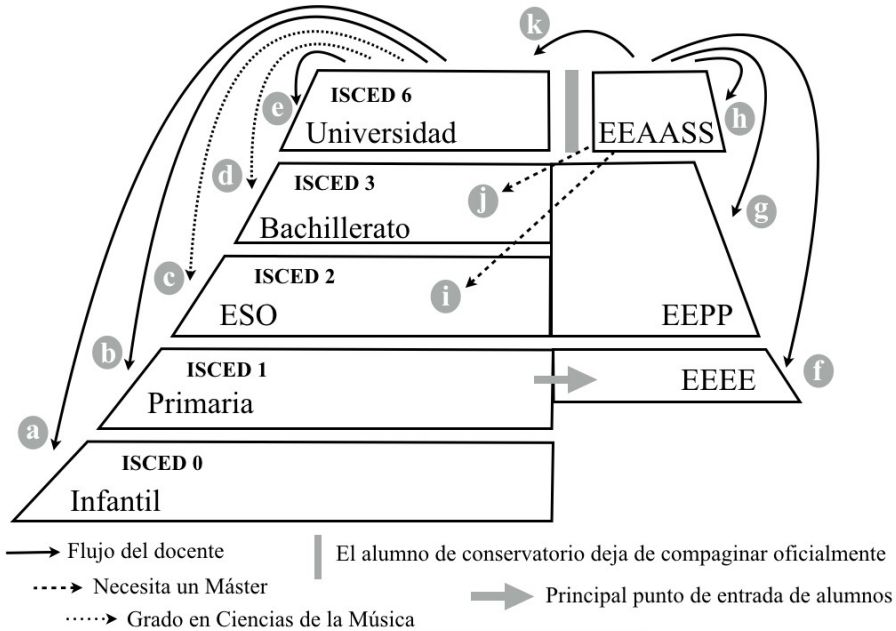 k
e
ISCED 6
Universidad
EEAASS
h
d
ISCED 3
Bachillerato
j
g
c
ISCED 2
ESO
i
EEPP
b
ISCED 1
Primaria
EEEE
f
a
ISCED 0
Infantil
Flujo del docente
El alumno de conservatorio deja de compaginar oficialmente
Necesita un Máster
Principal punto de entrada de alumnos
Grado en Ciencias de la Música